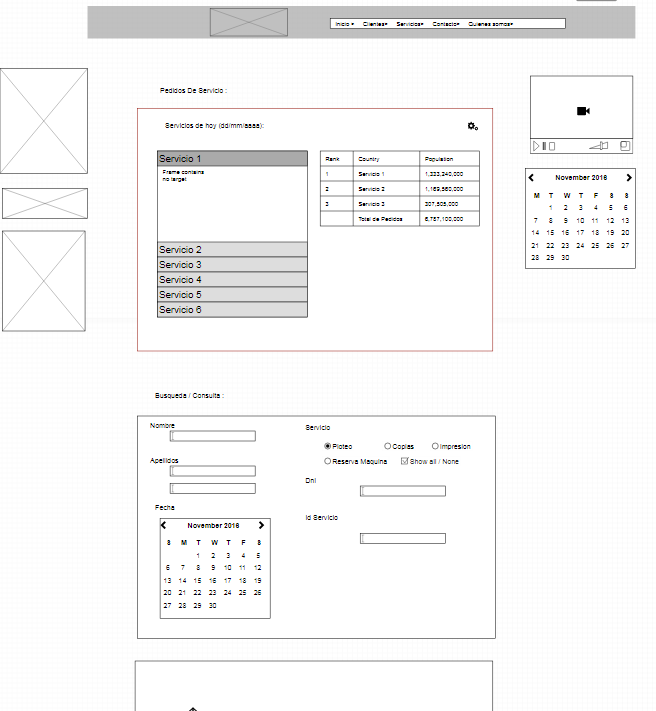 Inicio Clientes Servicios Contacto Quienes somos
Pedidos De Servicio :
Servicios de hoy (dd/mm/aaaa):
Servicio 1
Frame contains
no target
Servicio 2
Servicio 3
Servicio 4
Servicio 5
Servicio 6
Rank Country Population
1 Servicio 1 1,333,240,000
2 Servicio 2 1,169,860,000
3 Servicio 3 307,505,000
Total de Pedidos 6,787,100,000
November 2016
M T W T F S S
1 2 3 4 5 6
7 8 9 10 11 12 13
14 15 16 17 18 19 20
21 22 23 24 25 26 27
28 29 30
Busqueda / Consulta :
Nombre
Apellidos
Fecha
November 2016
S M T W T F S
1 2 3 4 5
6 7 8 9 10 11 12
13 14 15 16 17 18 19
20 21 22 23 24 25 26
27 28 29 30
Servicio
Ploteo Copias Impresion
Reserva Maquina Show all / None
Dni
id Servicio